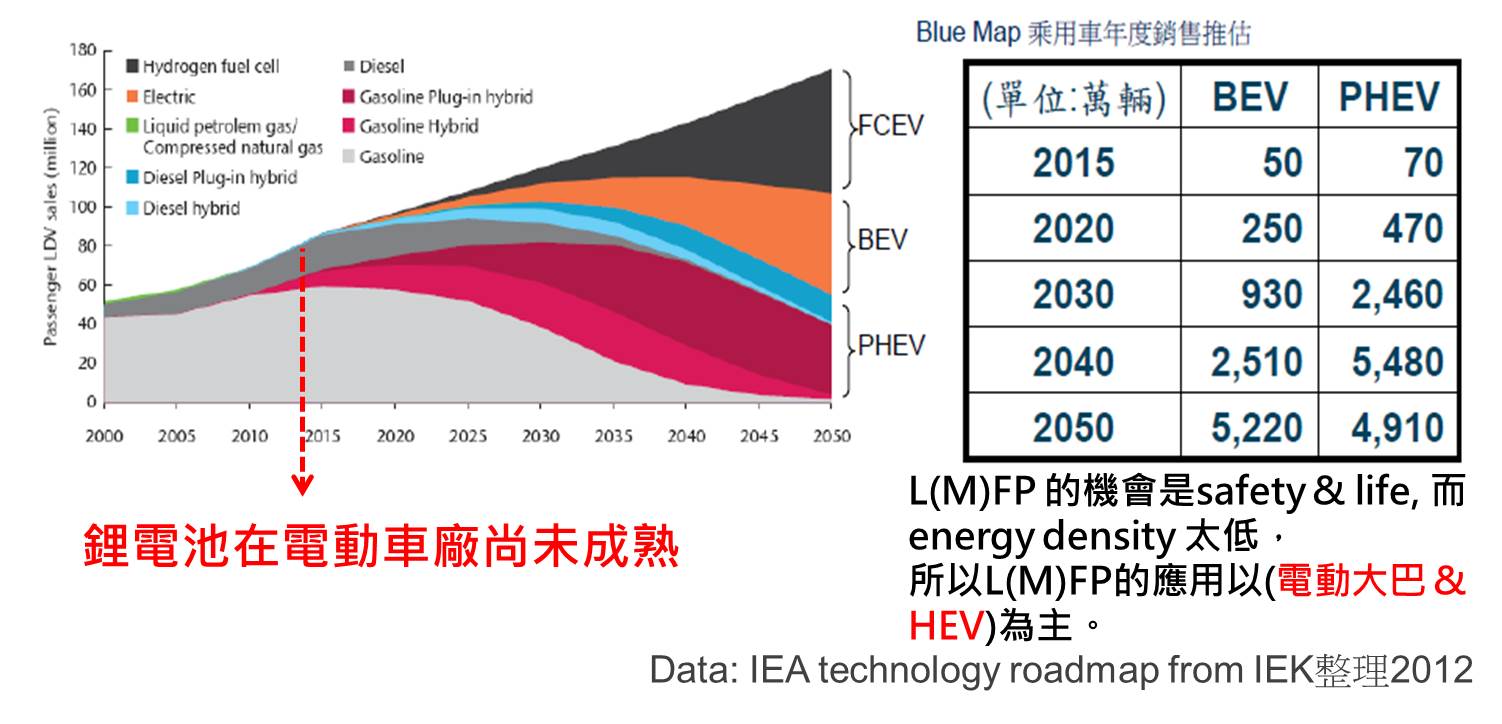 Blue Map 乘用車年度銷售推估
180
160
140
120
100
80
60
40
20
0
Passenger LDV sales (million)
Hydrogen fuel cell
Electric
Liquid petrolem gas/
Compressed natural gas
Diesel Plug-in hybrid
Diesel hybrid
Diesel
Gasoline Plug-in hybrid
Gasoline Hybrid
Gasoline
FCEV
BEV
PHEV
2000 2005 2010 2015 2020 2025 2030 2035 2040 2045 2050
(單位:萬輛) BEV PHEV
2015 50 70
2020 250 470
2030 930 2,460
2040 2,510 5,480
2050 5,220 4,910
鋰電池在電動車廠尚未成熟
L(M)FP 的機會是safety & life, 而
energy density 太低，
所以L(M)FP的應用以(電動大巴 &
HEV)為主。
Data: IEA technology roadmap from IEK整理2012